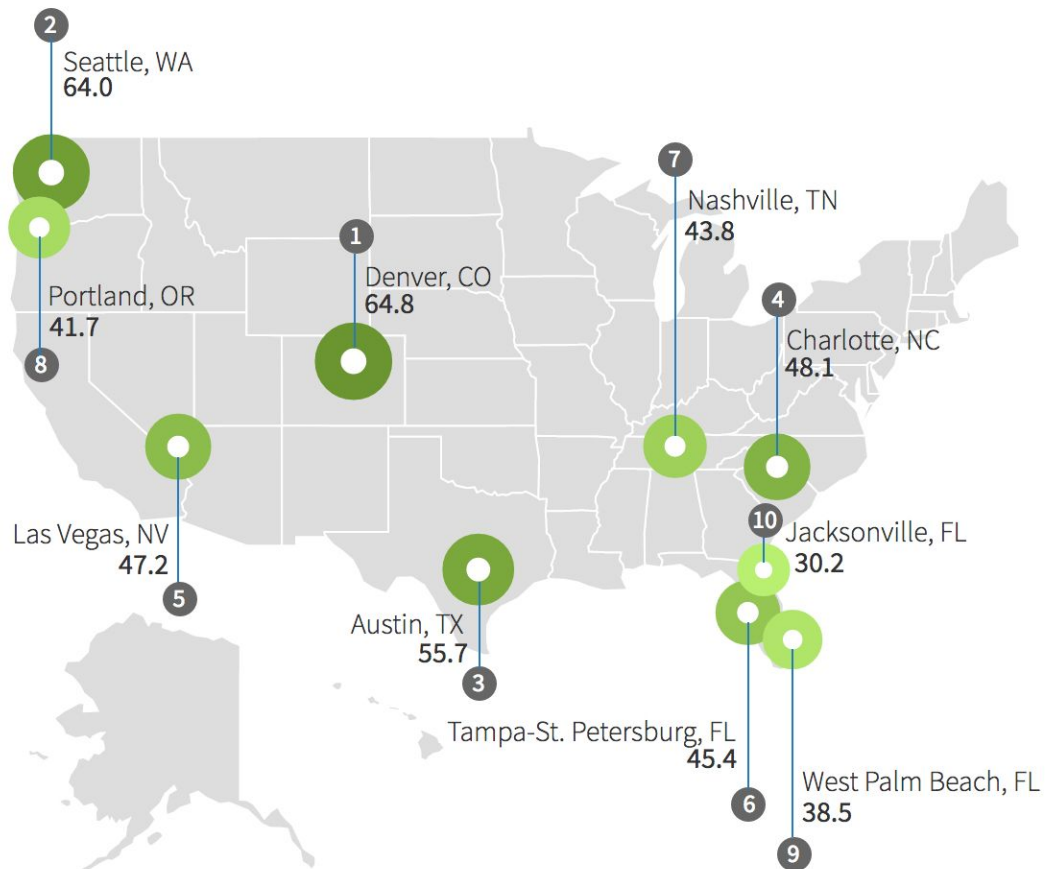 2
Seattle, WA
64.0
7
Nashville, TN
43.8
1
Denver, CO
64.8
Portland, OR
41.7
8
4
Charlotte, NC
48.1
Las Vegas, NV
47.2
5
10
Jacksonville, FL
30.2
Austin, TX
55.7
3
Tampa-St. Petersburg, FL
45.4
6
West Palm Beach, FL
38.5
9